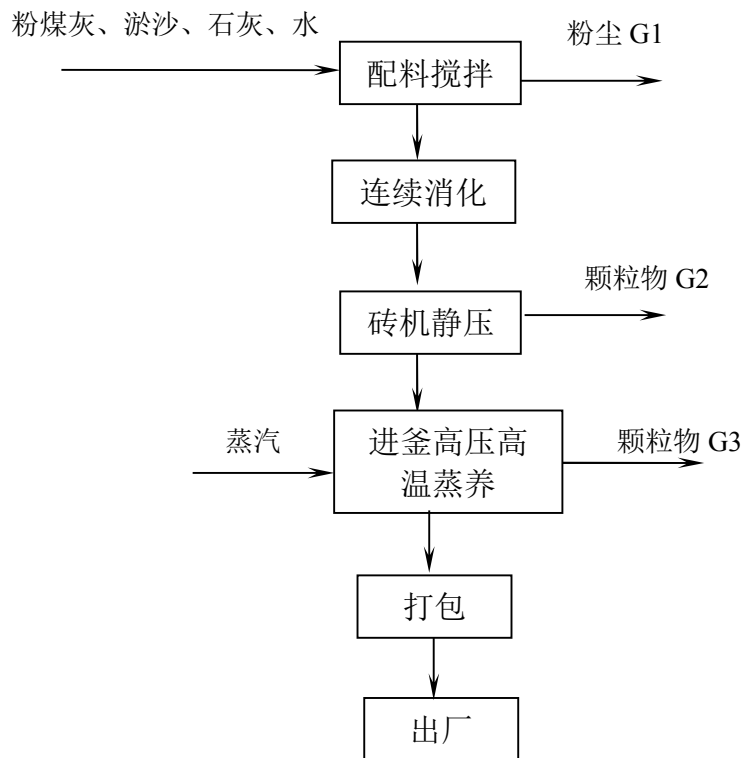 粉煤灰、淤沙、石灰、水
粉尘 G1
配料搅拌
连续消化
颗粒物 G2
砖机静压
蒸汽
进釜高压高
温蒸养
颗粒物 G3
打包
出厂